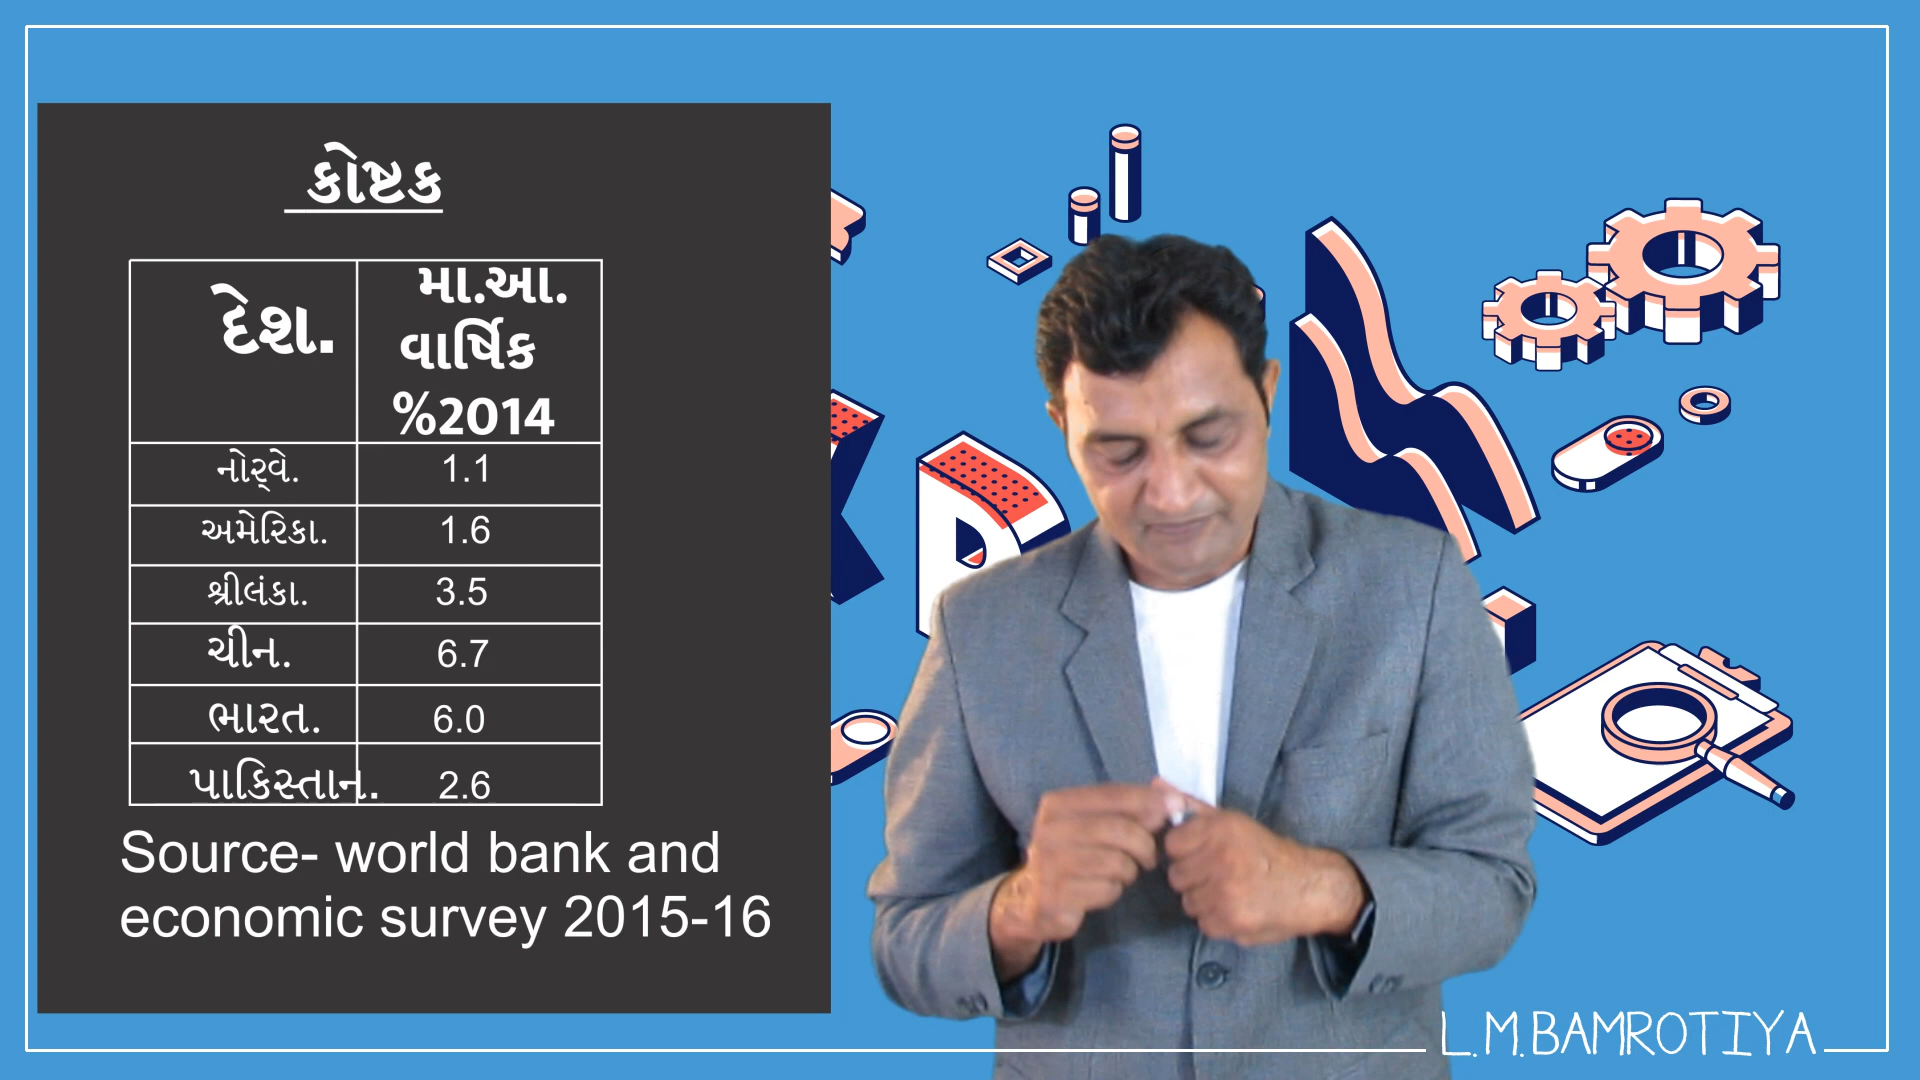 કોષ્ટક
દેશ.
મા.આ.
વાર્ષિક
%2014
નોર્‌વે. 1.1
અમેરિકા. 1.6
શ્રીલંકા. 3.5
ચીન. 6.7
ભારત. 6.0
પાકિસ્તાન. 2.6
Source- world bank and
economic survey 2015-16
L.M.BAMROTIYA